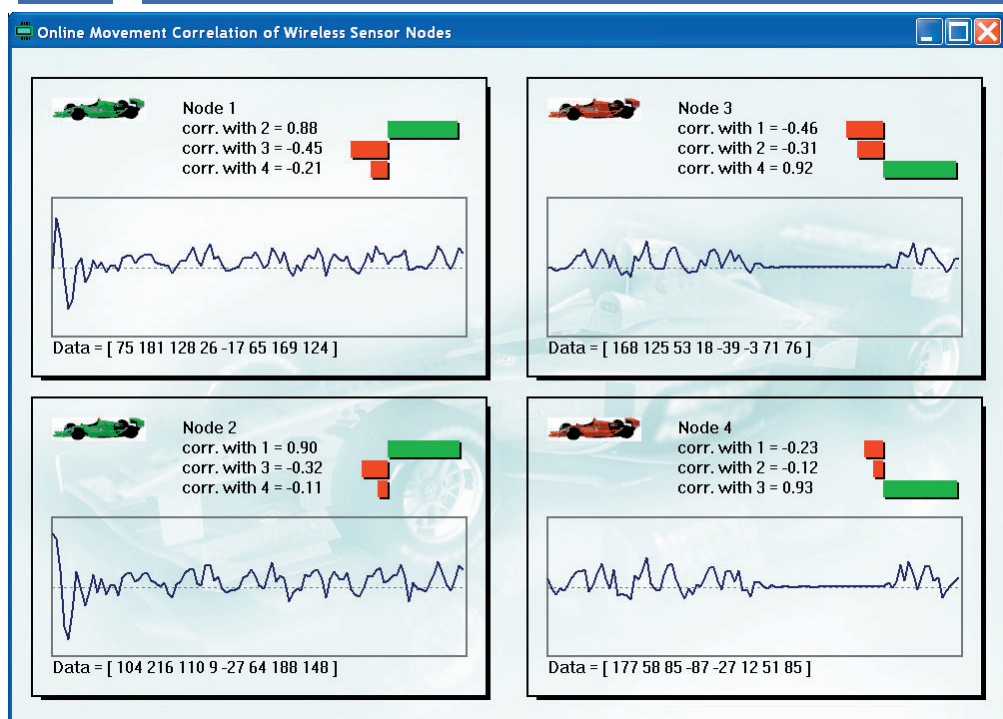 Online Movement Correlation of Wireless Sensor Nodes
Node 1
corr. with 2 = 0.88
corr. with 3 = -0.45
corr. with 4 = -0.21
Data = [ 75 181 128 26 -17 65 169 124 ]
Node 3
corr. with 1 = -0.46
corr. with 2 = -0.31
corr. with 4 = 0.92
Data = [ 168 125 53 18 -39 -3 71 76 ]
Node 2
corr. with 1 = 0.90
corr. with 3 = -0.32
corr. with 4 = -0.11
Data = [ 104 216 110 9 -27 64 188 148 ]
Node 4
corr. with 1 = -0.23
corr. with 2 = -0.12
corr. with 3 = 0.93
Data = [ 177 58 85 -87 -27 12 51 85 ]